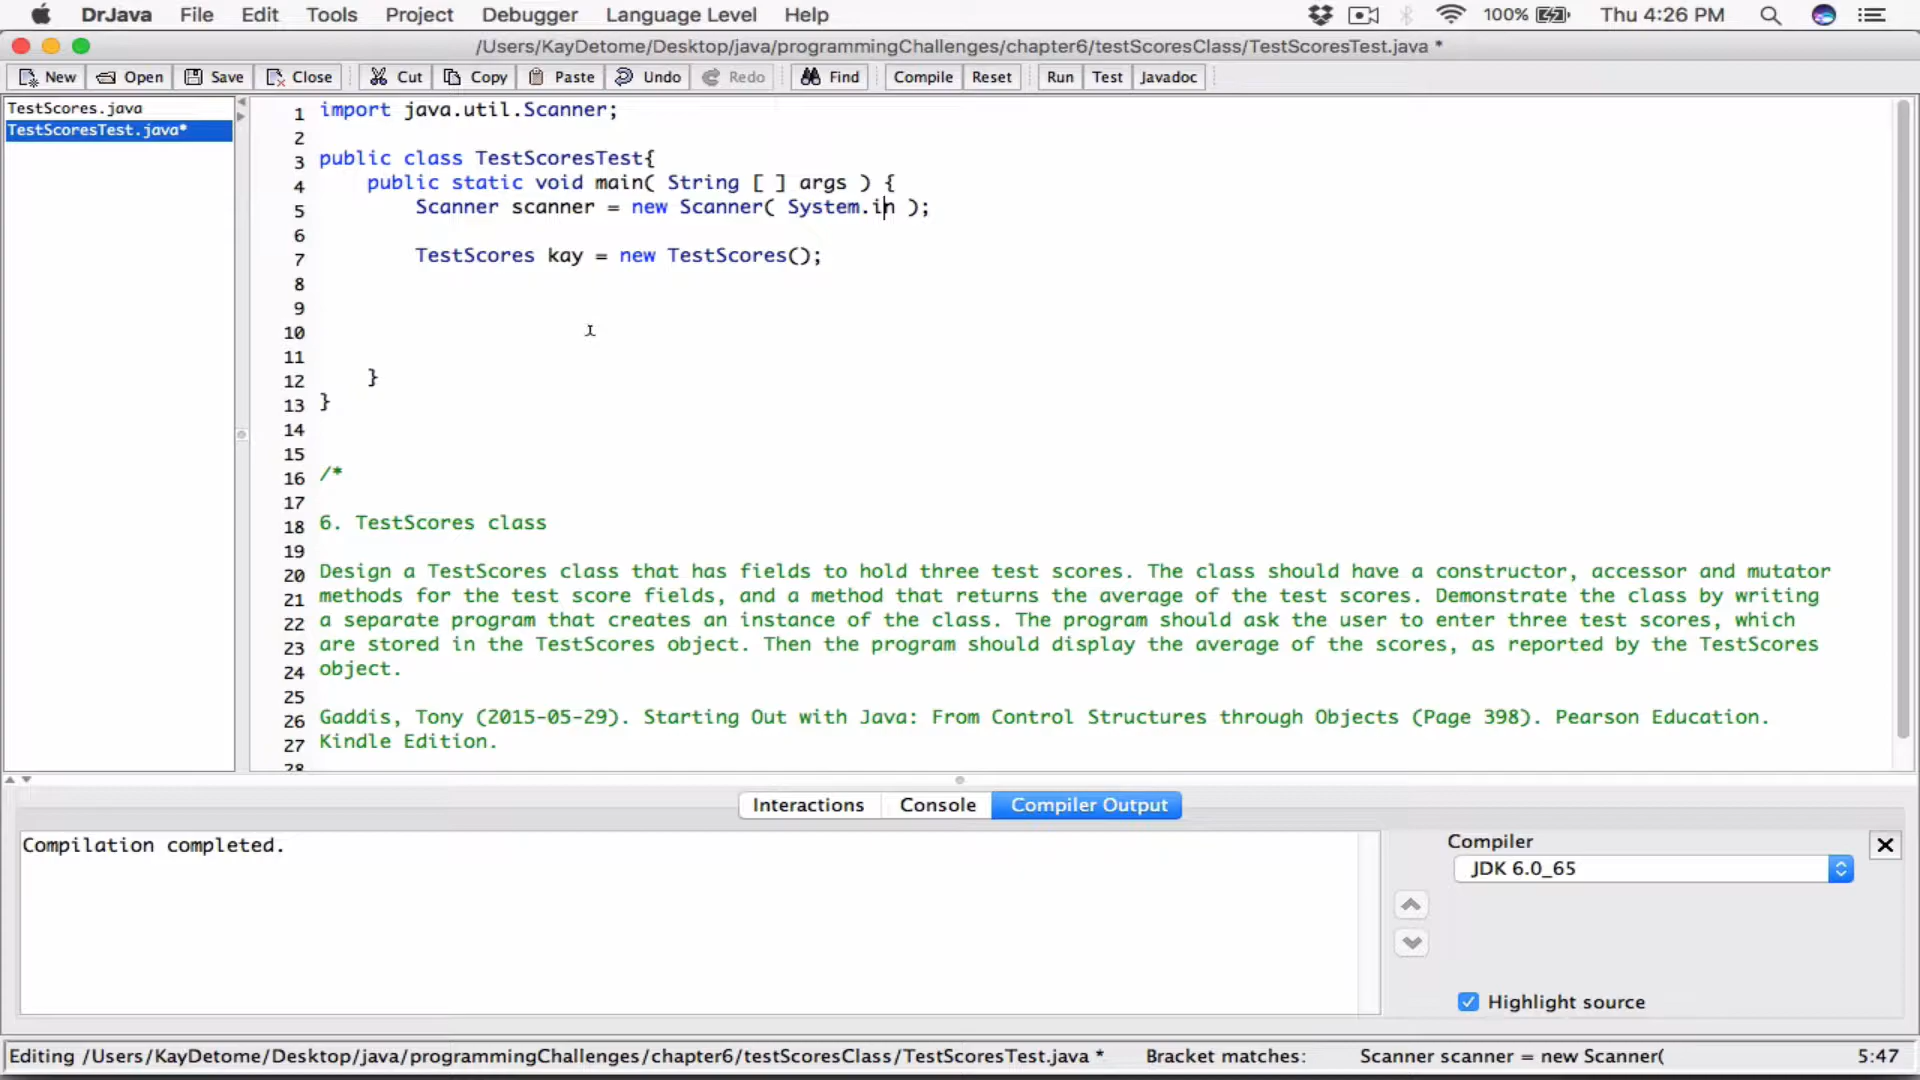 DrJava File Edit Tools Project Debugger Language Level Help 100% Thu 4:26 PM
/Users/KayDetome/Desktop/java/programmingChallenges/chapter6/testScoresClass/TestScoresTest.java *
New Open Save Close Cut Copy Paste Undo Redo Find Compile Reset Run Test Javadoc
TestScores.java
TestScoresTest.java*
1 import java.util.Scanner;
2
3 public class TestScoresTest{
4 public static void main( String [ ] args ) {
5 Scanner scanner = new Scanner( System.in );
6
7 TestScores kay = new TestScores();
8
9
10
11
12 }
13 }
14
15
16 /*
17
18 6. TestScores class
19
20 Design a TestScores class that has fields to hold three test scores. The class should have a constructor, accessor and mutator
21 methods for the test score fields, and a method that returns the average of the test scores. Demonstrate the class by writing
22 a separate program that creates an instance of the class. The program should ask the user to enter three test scores, which
23 are stored in the TestScores object. Then the program should display the average of the scores, as reported by the TestScores
24 object.
25
26 Gaddis, Tony (2015-05-29). Starting Out with Java: From Control Structures through Objects (Page 398). Pearson Education.
27 Kindle Edition.
28
Interactions Console Compiler Output
Compilation completed.
Compiler
JDK 6.0_65
Highlight source
Editing /Users/KayDetome/Desktop/java/programmingChallenges/chapter6/testScoresClass/TestScoresTest.java * Bracket matches: Scanner scanner = new Scanner( 5:47